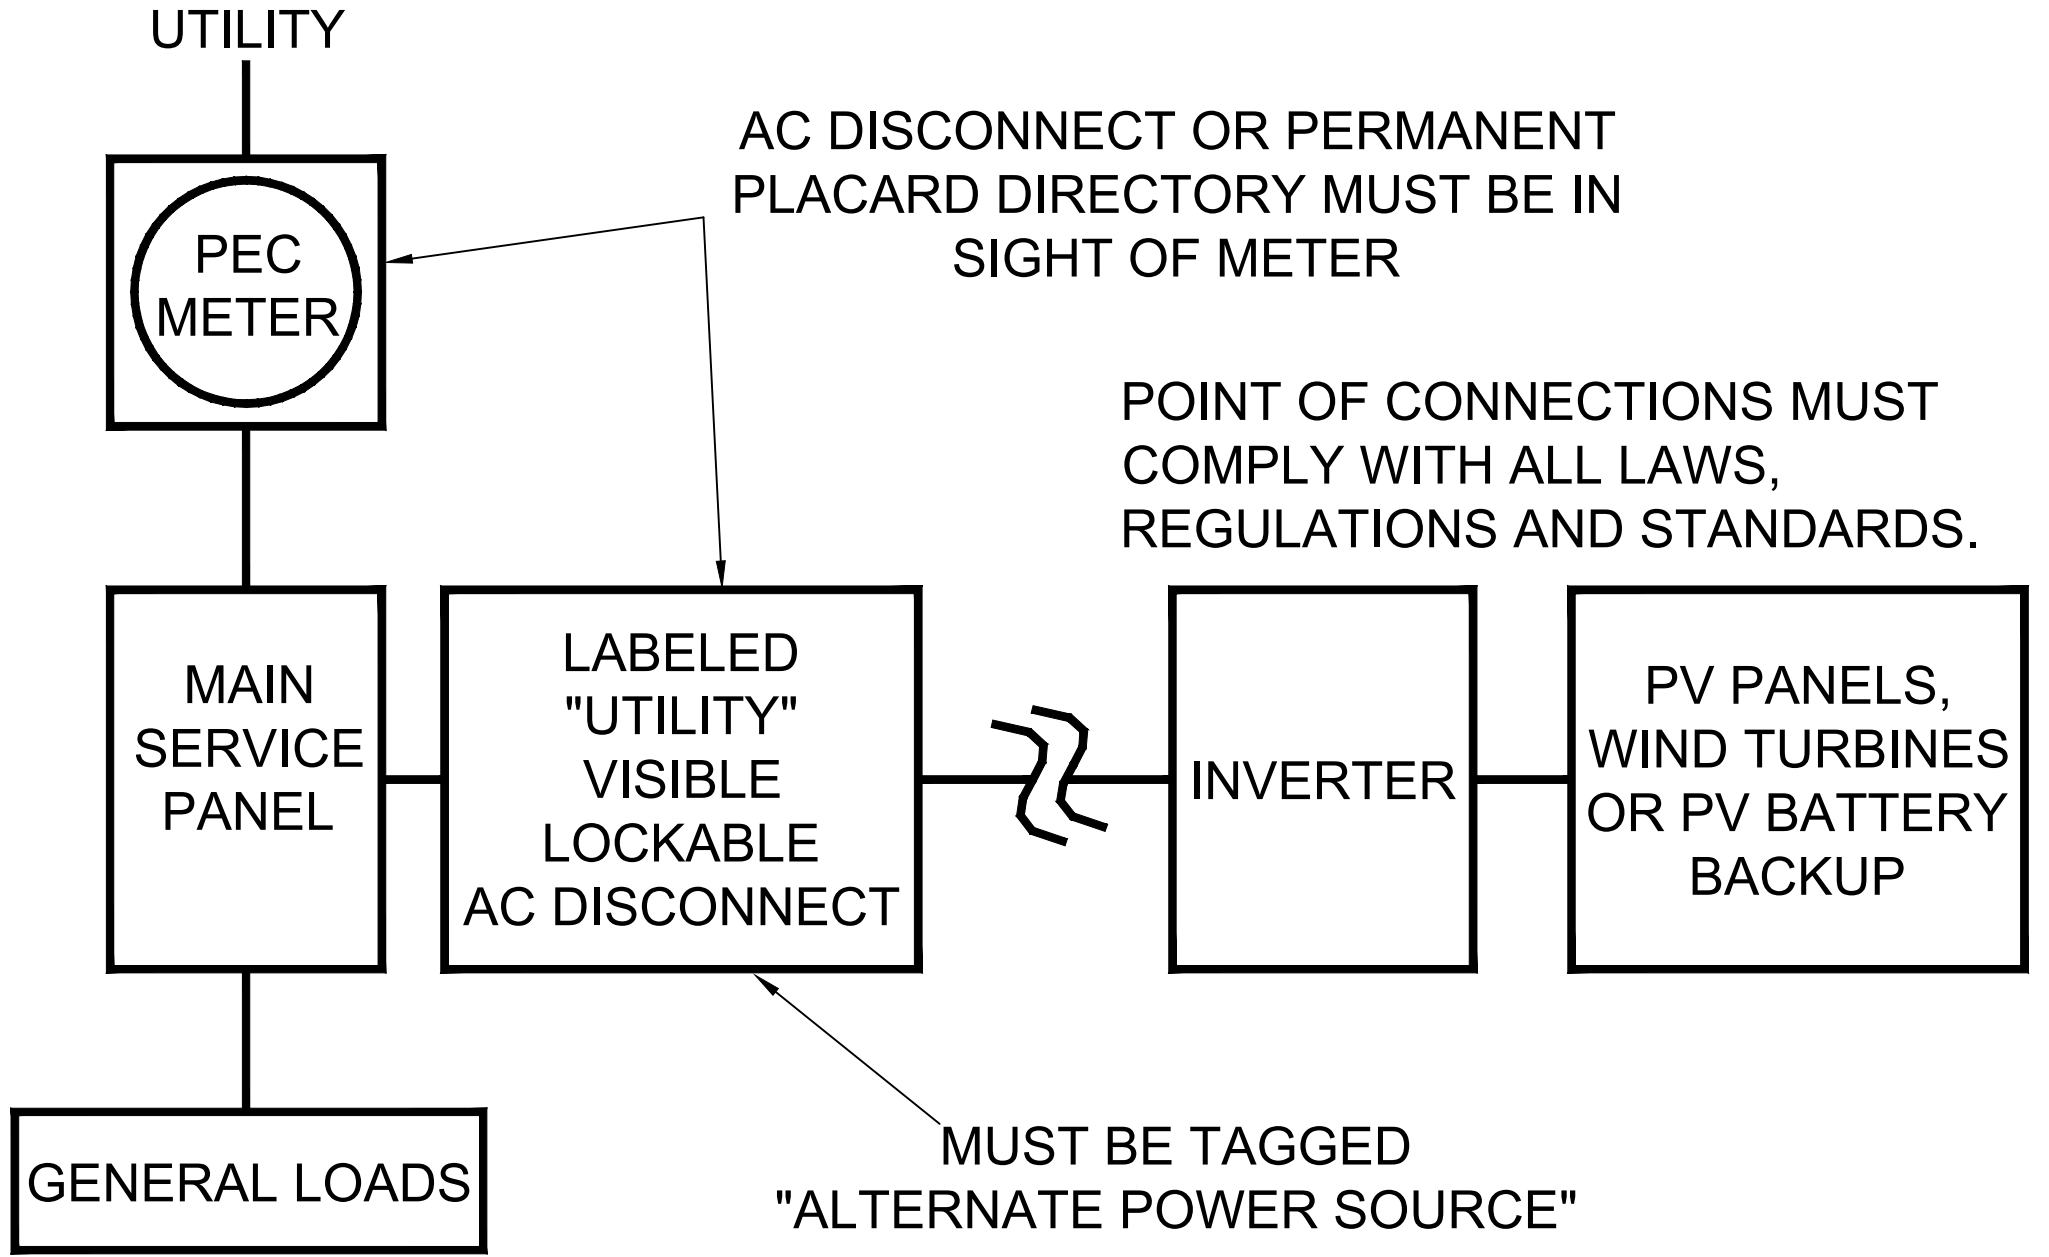 UTILITY
AC DISCONNECT OR PERMANENT
PLACARD DIRECTORY MUST BE IN
SIGHT OF METER
PEC
METER
POINT OF CONNECTIONS MUST
COMPLY WITH ALL LAWS,
REGULATIONS AND STANDARDS.
MAIN
SERVICE
PANEL
LABELED
"UTILITY"
VISIBLE
LOCKABLE
AC DISCONNECT
INVERTER
PV PANELS,
WIND TURBINES
OR PV BATTERY
BACKUP
MUST BE TAGGED
"ALTERNATE POWER SOURCE"
GENERAL LOADS